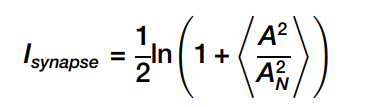 I_synapse = 1/2 ln(1 + ⟨A²/A_N²⟩)